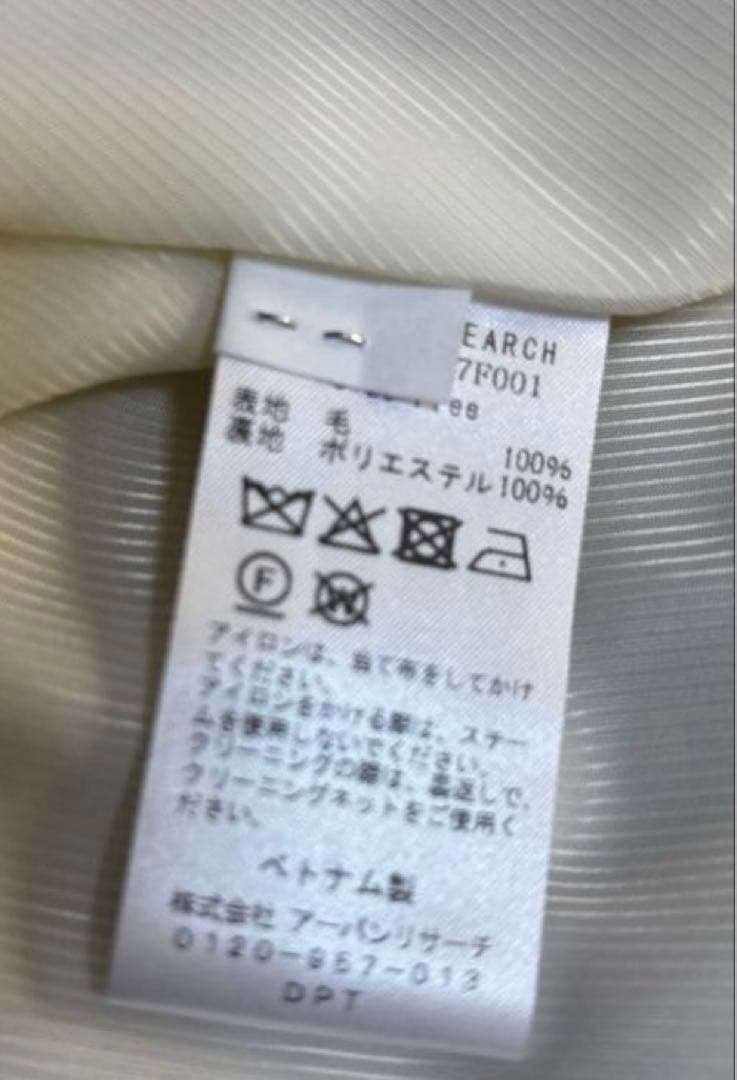 EARCH
7F001
表地 毛 100%
裏地 ポリエステル 100%
F
W
アイロンは、当て布をしてかけ
てください。
アイロンをかける際は、スチー
ムを使用しないでください。
クリーニングの際は、裏返しで、
クリーニングネットをご使用く
ださい。
ベトナム製
株式会社 アーバンリサーチ
0120-967-013
DPT